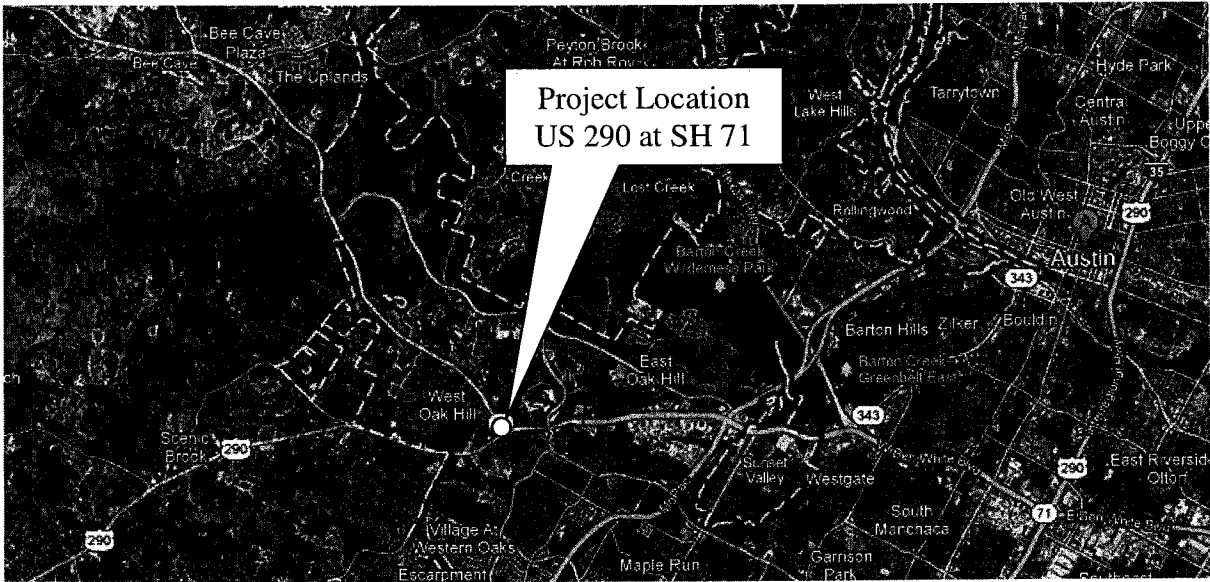 Bee Cave
Plaza
Bee Cave
The Uplands
Peyton Brook
At Rob Roy
Project Location
US 290 at SH 71
West
Lake Hills
Tarrytown
Hyde Park
Central
Austin
35
290
Old West
Austin
Creek
Lost Creek
Rollingwood
Austin
343
Barton Creek
Wilderness Park
Barton Hills
Zilker
Bouldin
East
Oak Hill
Barton Creek
Greenbelt East
West
Oak Hill
343
Scenic
Brook
290
Sunset
Valley
Westgate
290
East Riverside
Oltorf
71
South
Manchaca
Village At
Western Oaks
290
Escarpment
Maple Run
Garrison
Park